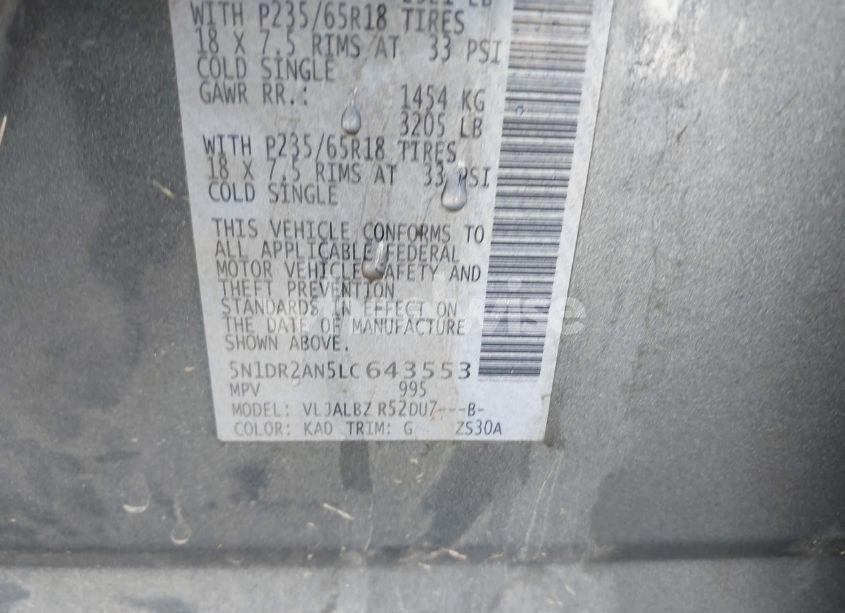 WITH P235/65R18 TIRES
18 X 7.5 RIMS AT 33 PSI
COLD SINGLE
GAWR RR.: 1454 KG
3205 LB
WITH P235/65R18 TIRES
18 X 7.5 RIMS AT 33 PSI
COLD SINGLE
THIS VEHICLE CONFORMS TO
ALL APPLICABLE FEDERAL
MOTOR VEHICLE SAFETY AND
THEFT PREVENTION
STANDARDS IN EFFECT ON
THE DATE OF MANUFACTURE
SHOWN ABOVE.
5N1DR2AN5LC643553
MPV 995
MODEL: VLJALBZ R52DUZ---B-
COLOR: KAD TRIM: G ZS30A